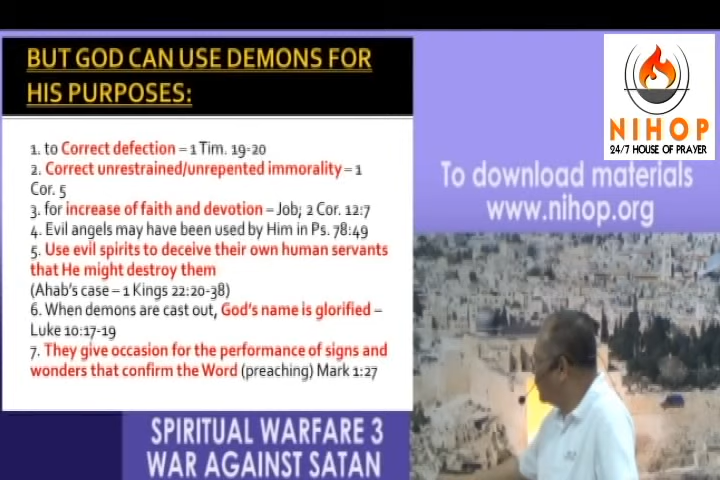 BUT GOD CAN USE DEMONS FOR
HIS PURPOSES:
1. to Correct defection – 1 Tim. 19-20
2. Correct unrestrained/unrepented immorality – 1
Cor. 5
3. for increase of faith and devotion – Job; 2 Cor. 12:7
4. Evil angels may have been used by Him in Ps. 78:49
5. Use evil spirits to deceive their own human servants
that He might destroy them
(Ahab's case – 1 Kings 22:20-38)
6. When demons are cast out, God's name is glorified –
Luke 10:17-19
7. They give occasion for the performance of signs and
wonders that confirm the Word (preaching) Mark 1:27
NIHOP
24/7 HOUSE OF PRAYER
To download materials
www.nihop.org
SPIRITUAL WARFARE 3
WAR AGAINST SATAN